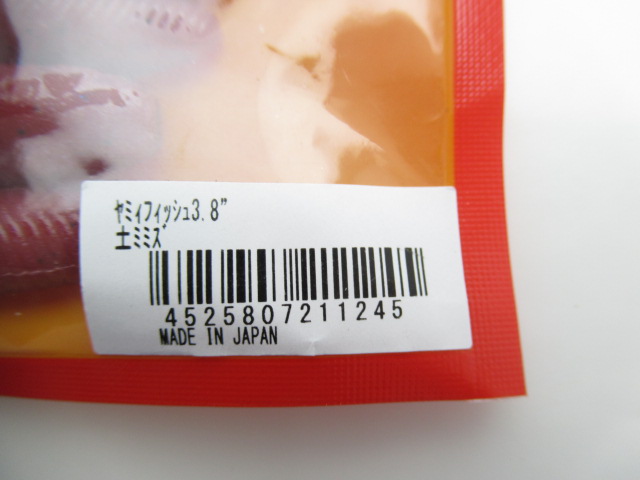 ﾔﾐｨﾌｨｯｼｭ3.8"
土ﾐﾐｽﾞ
4525807211245
MADE IN JAPAN